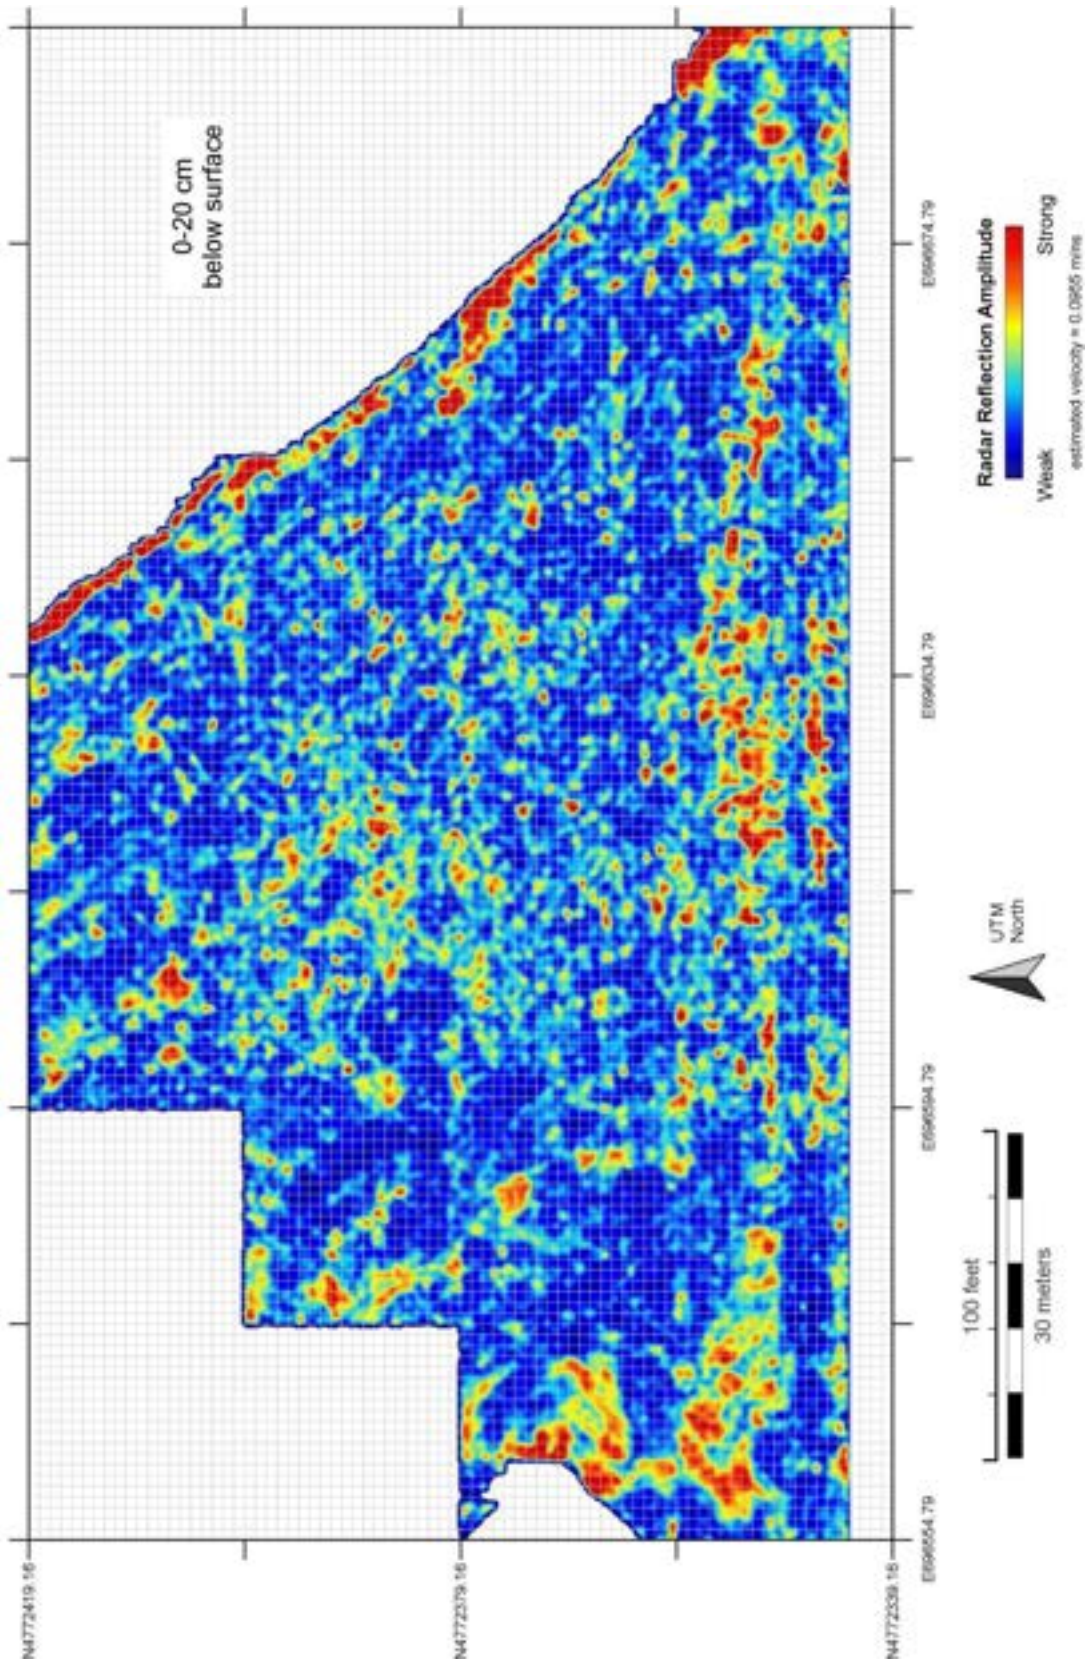 0-20 cm
below surface
N4772419.16
N4772379.16
N4772339.16
E696554.79
E696594.79
E696634.79
E696674.79
100 feet
30 meters
UTM
North
Radar Reflection Amplitude
Weak
Strong
estimated velocity = 0.0965 m/ns